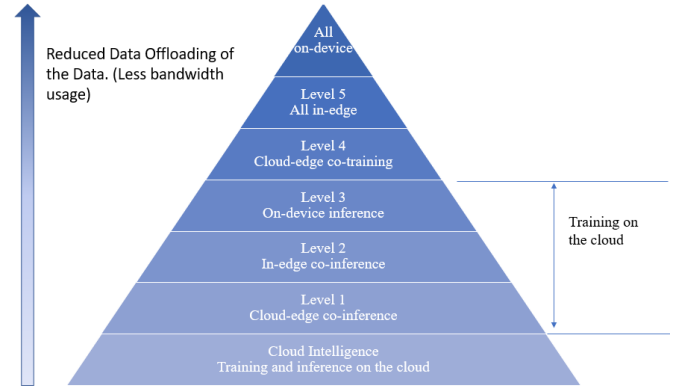 Reduced Data Offloading of
the Data. (Less bandwidth
usage)
All
on-device
Level 5
All in-edge
Level 4
Cloud-edge co-training
Level 3
On-device inference
Level 2
In-edge co-inference
Level 1
Cloud-edge co-inference
Cloud Intelligence
Training and inference on the cloud
Training on
the cloud